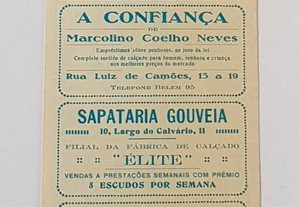 A CONFIANÇA
DE
Marcolino Coelho Neves
Empréstimos sôbre penhores, ao juro da lei
Completo sortido de calçado para homem, senhora e criança
aos melhores preços do mercado
Rua Luiz de Camões, 15 a 19
TELEFONE BELEM 95
SAPATARIA GOUVEIA
10, Largo do Calvário, 11
FILIAL DA FÁBRICA DE CALÇADO
"ÉLITE"
VENDAS A PRESTAÇÕES SEMANAIS COM PRÉMIO
5 ESCUDOS POR SEMANA